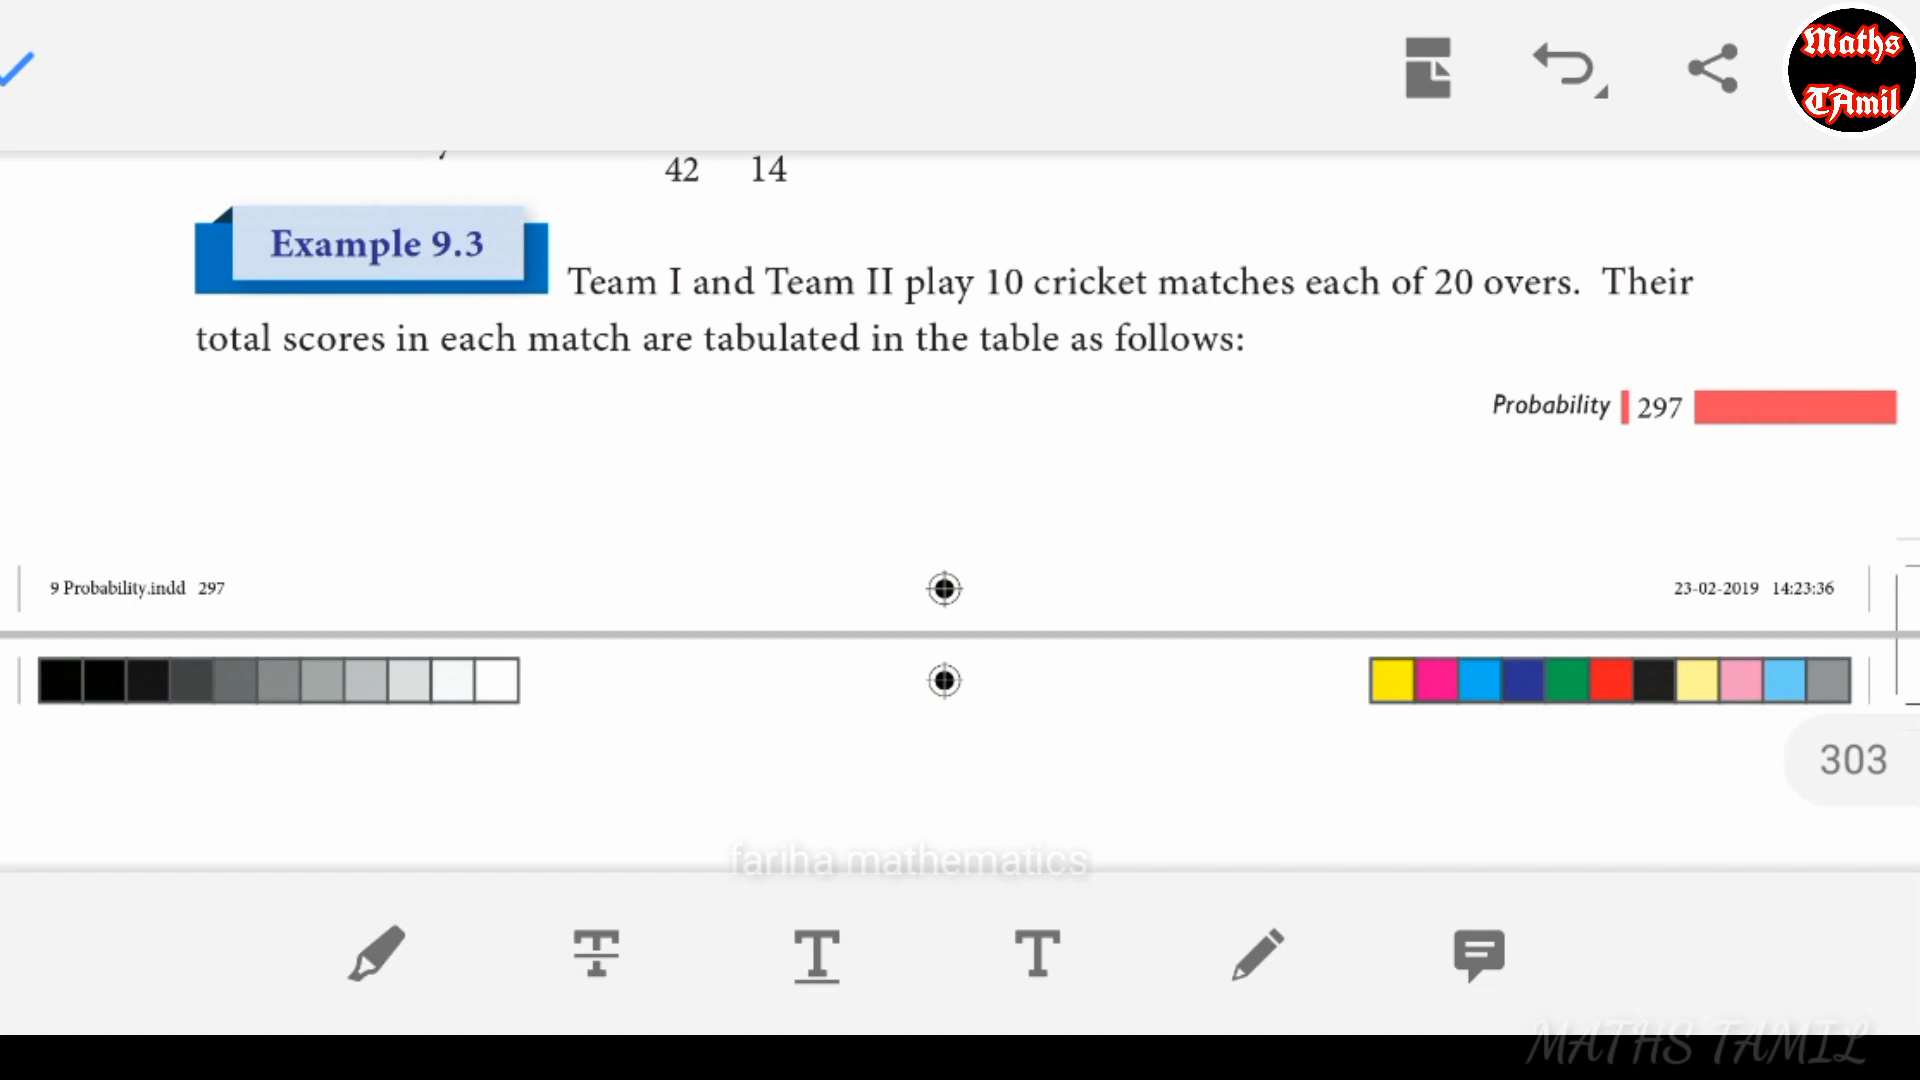 Maths
TAmil
42 14
Example 9.3
Team I and Team II play 10 cricket matches each of 20 overs. Their
total scores in each match are tabulated in the table as follows:
Probability 297
9 Probability.indd 297
23-02-2019 14:23:36
303
fariha mathematics
MATHS TAMIL